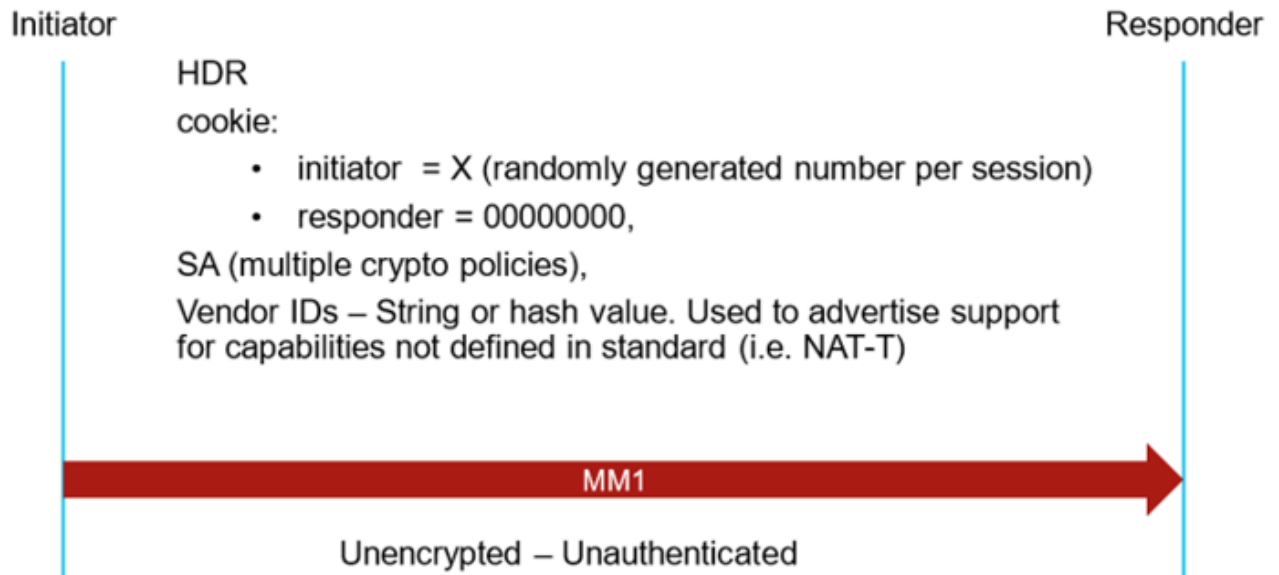 Initiator
Responder
HDR
cookie:
• initiator = X (randomly generated number per session)
• responder = 00000000,
SA (multiple crypto policies),
Vendor IDs – String or hash value. Used to advertise support
for capabilities not defined in standard (i.e. NAT-T)
MM1
Unencrypted – Unauthenticated